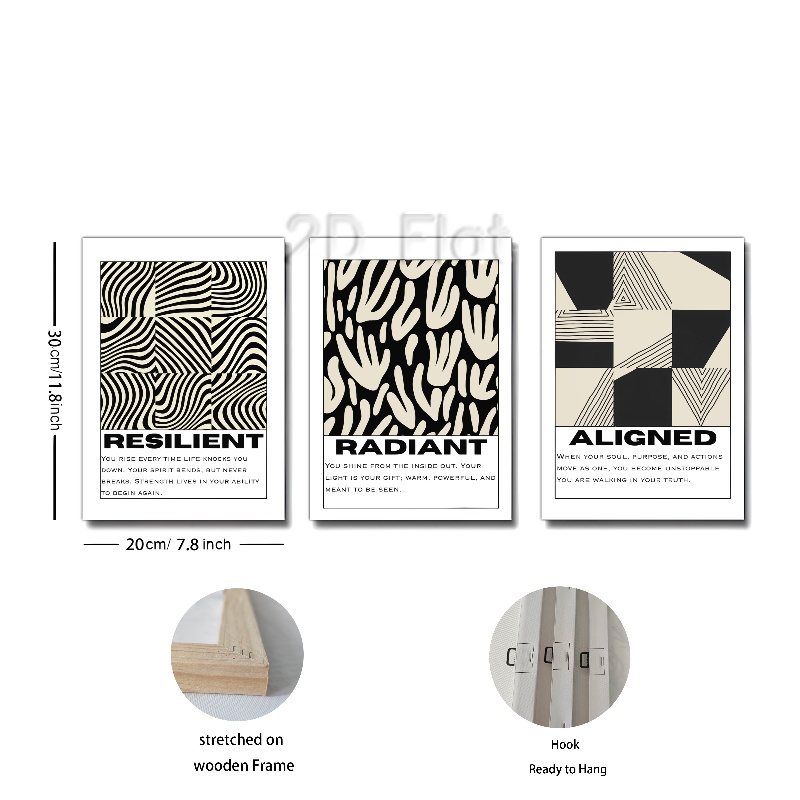 2D Flat
RESILIENT
You rise every time life knocks you
down. Your spirit bends, but never
breaks. Strength lives in your ability
to begin again.
RADIANT
You shine from the inside out. Your
light is your gift; warm, powerful, and
meant to be seen.
ALIGNED
When your soul, purpose, and actions
move as one, you become unstoppable
You are walking in your truth.
30cm/11.8inch
20cm/ 7.8 inch
stretched on
wooden Frame
Hook
Ready to Hang